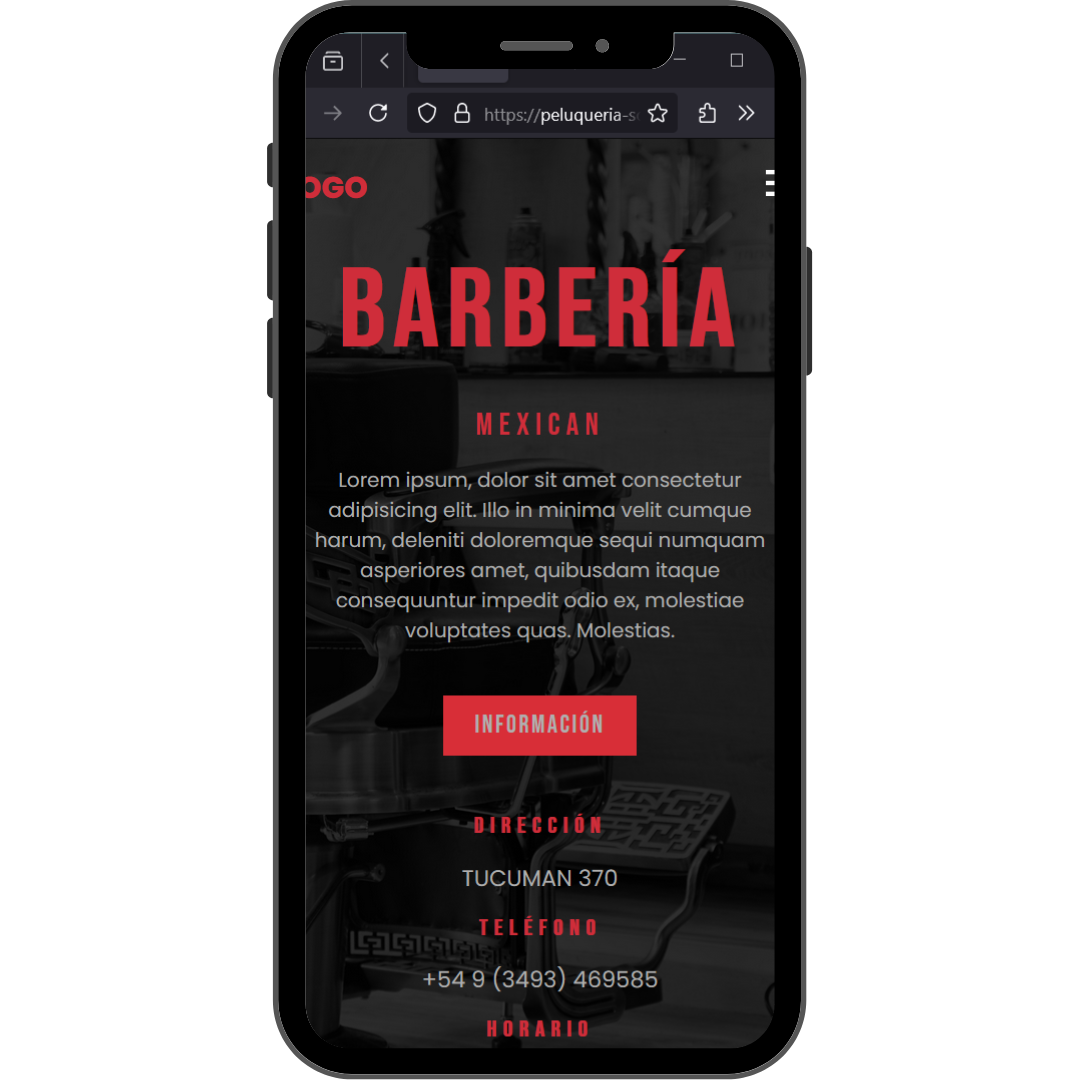 https://peluqueria-s
OGO
BARBERÍA
MEXICAN
Lorem ipsum, dolor sit amet consectetur
adipisicing elit. Illo in minima velit cumque
harum, deleniti doloremque sequi numquam
asperiores amet, quibusdam itaque
consequuntur impedit odio ex, molestiae
voluptates quas. Molestias.
INFORMACIÓN
DIRECCIÓN
TUCUMAN 370
TELÉFONO
+54 9 (3493) 469585
HORARIO